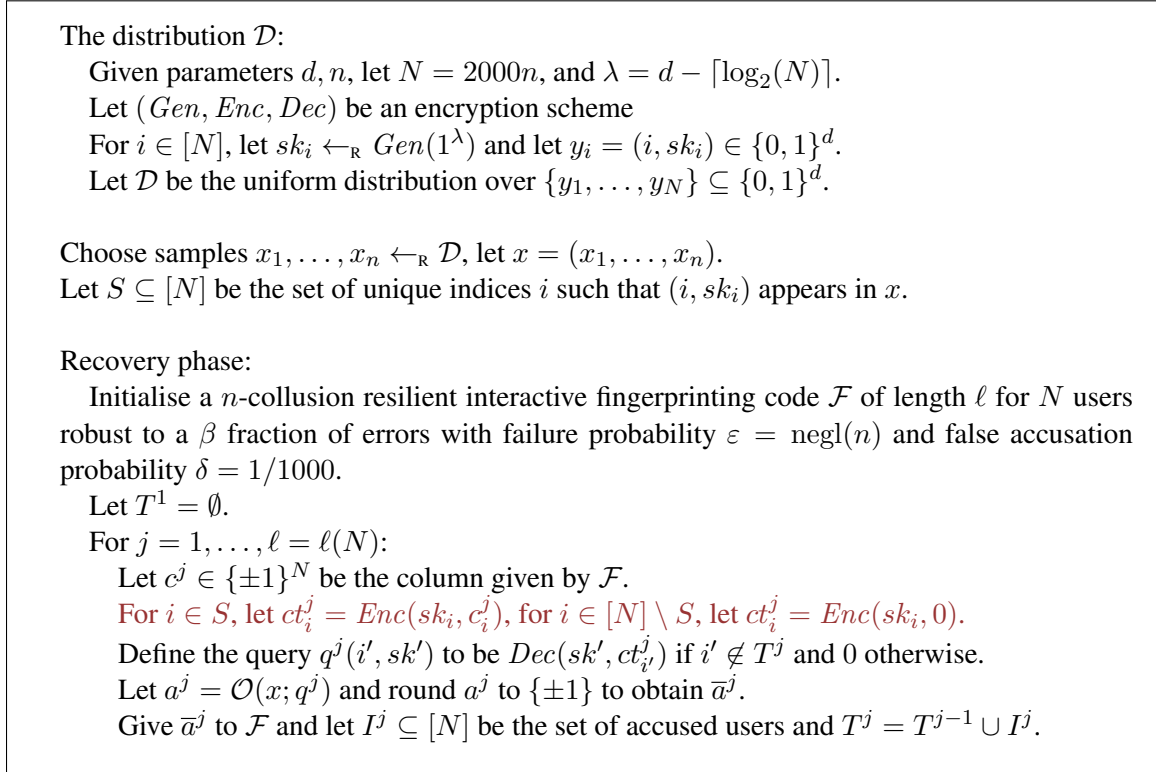 The distribution 𝒟:
Given parameters d, n, let N = 2000n, and λ = d − ⌈log₂(N)⌉.
Let (Gen, Enc, Dec) be an encryption scheme
For i ∈ [N], let skᵢ ←ᴿ Gen(1^λ) and let yᵢ = (i, skᵢ) ∈ {0, 1}^d.
Let 𝒟 be the uniform distribution over {y₁, . . . , y_N} ⊆ {0, 1}^d.
Choose samples x₁, . . . , xₙ ←ᴿ 𝒟, let x = (x₁, . . . , xₙ).
Let S ⊆ [N] be the set of unique indices i such that (i, skᵢ) appears in x.
Recovery phase:
Initialise a n-collusion resilient interactive fingerprinting code ℱ of length ℓ for N users
robust to a β fraction of errors with failure probability ε = negl(n) and false accusation
probability δ = 1/1000.
Let T¹ = ∅.
For j = 1, . . . , ℓ = ℓ(N):
Let c^j ∈ {±1}^N be the column given by ℱ.
For i ∈ S, let ct_i^j = Enc(skᵢ, c_i^j), for i ∈ [N] \ S, let ct_i^j = Enc(skᵢ, 0).
Define the query q^j(i′, sk′) to be Dec(sk′, ct_{i′}^j) if i′ ∉ T^j and 0 otherwise.
Let a^j = 𝒪(x; q^j) and round a^j to {±1} to obtain a̅^j.
Give a̅^j to ℱ and let I^j ⊆ [N] be the set of accused users and T^j = T^{j−1} ∪ I^j.